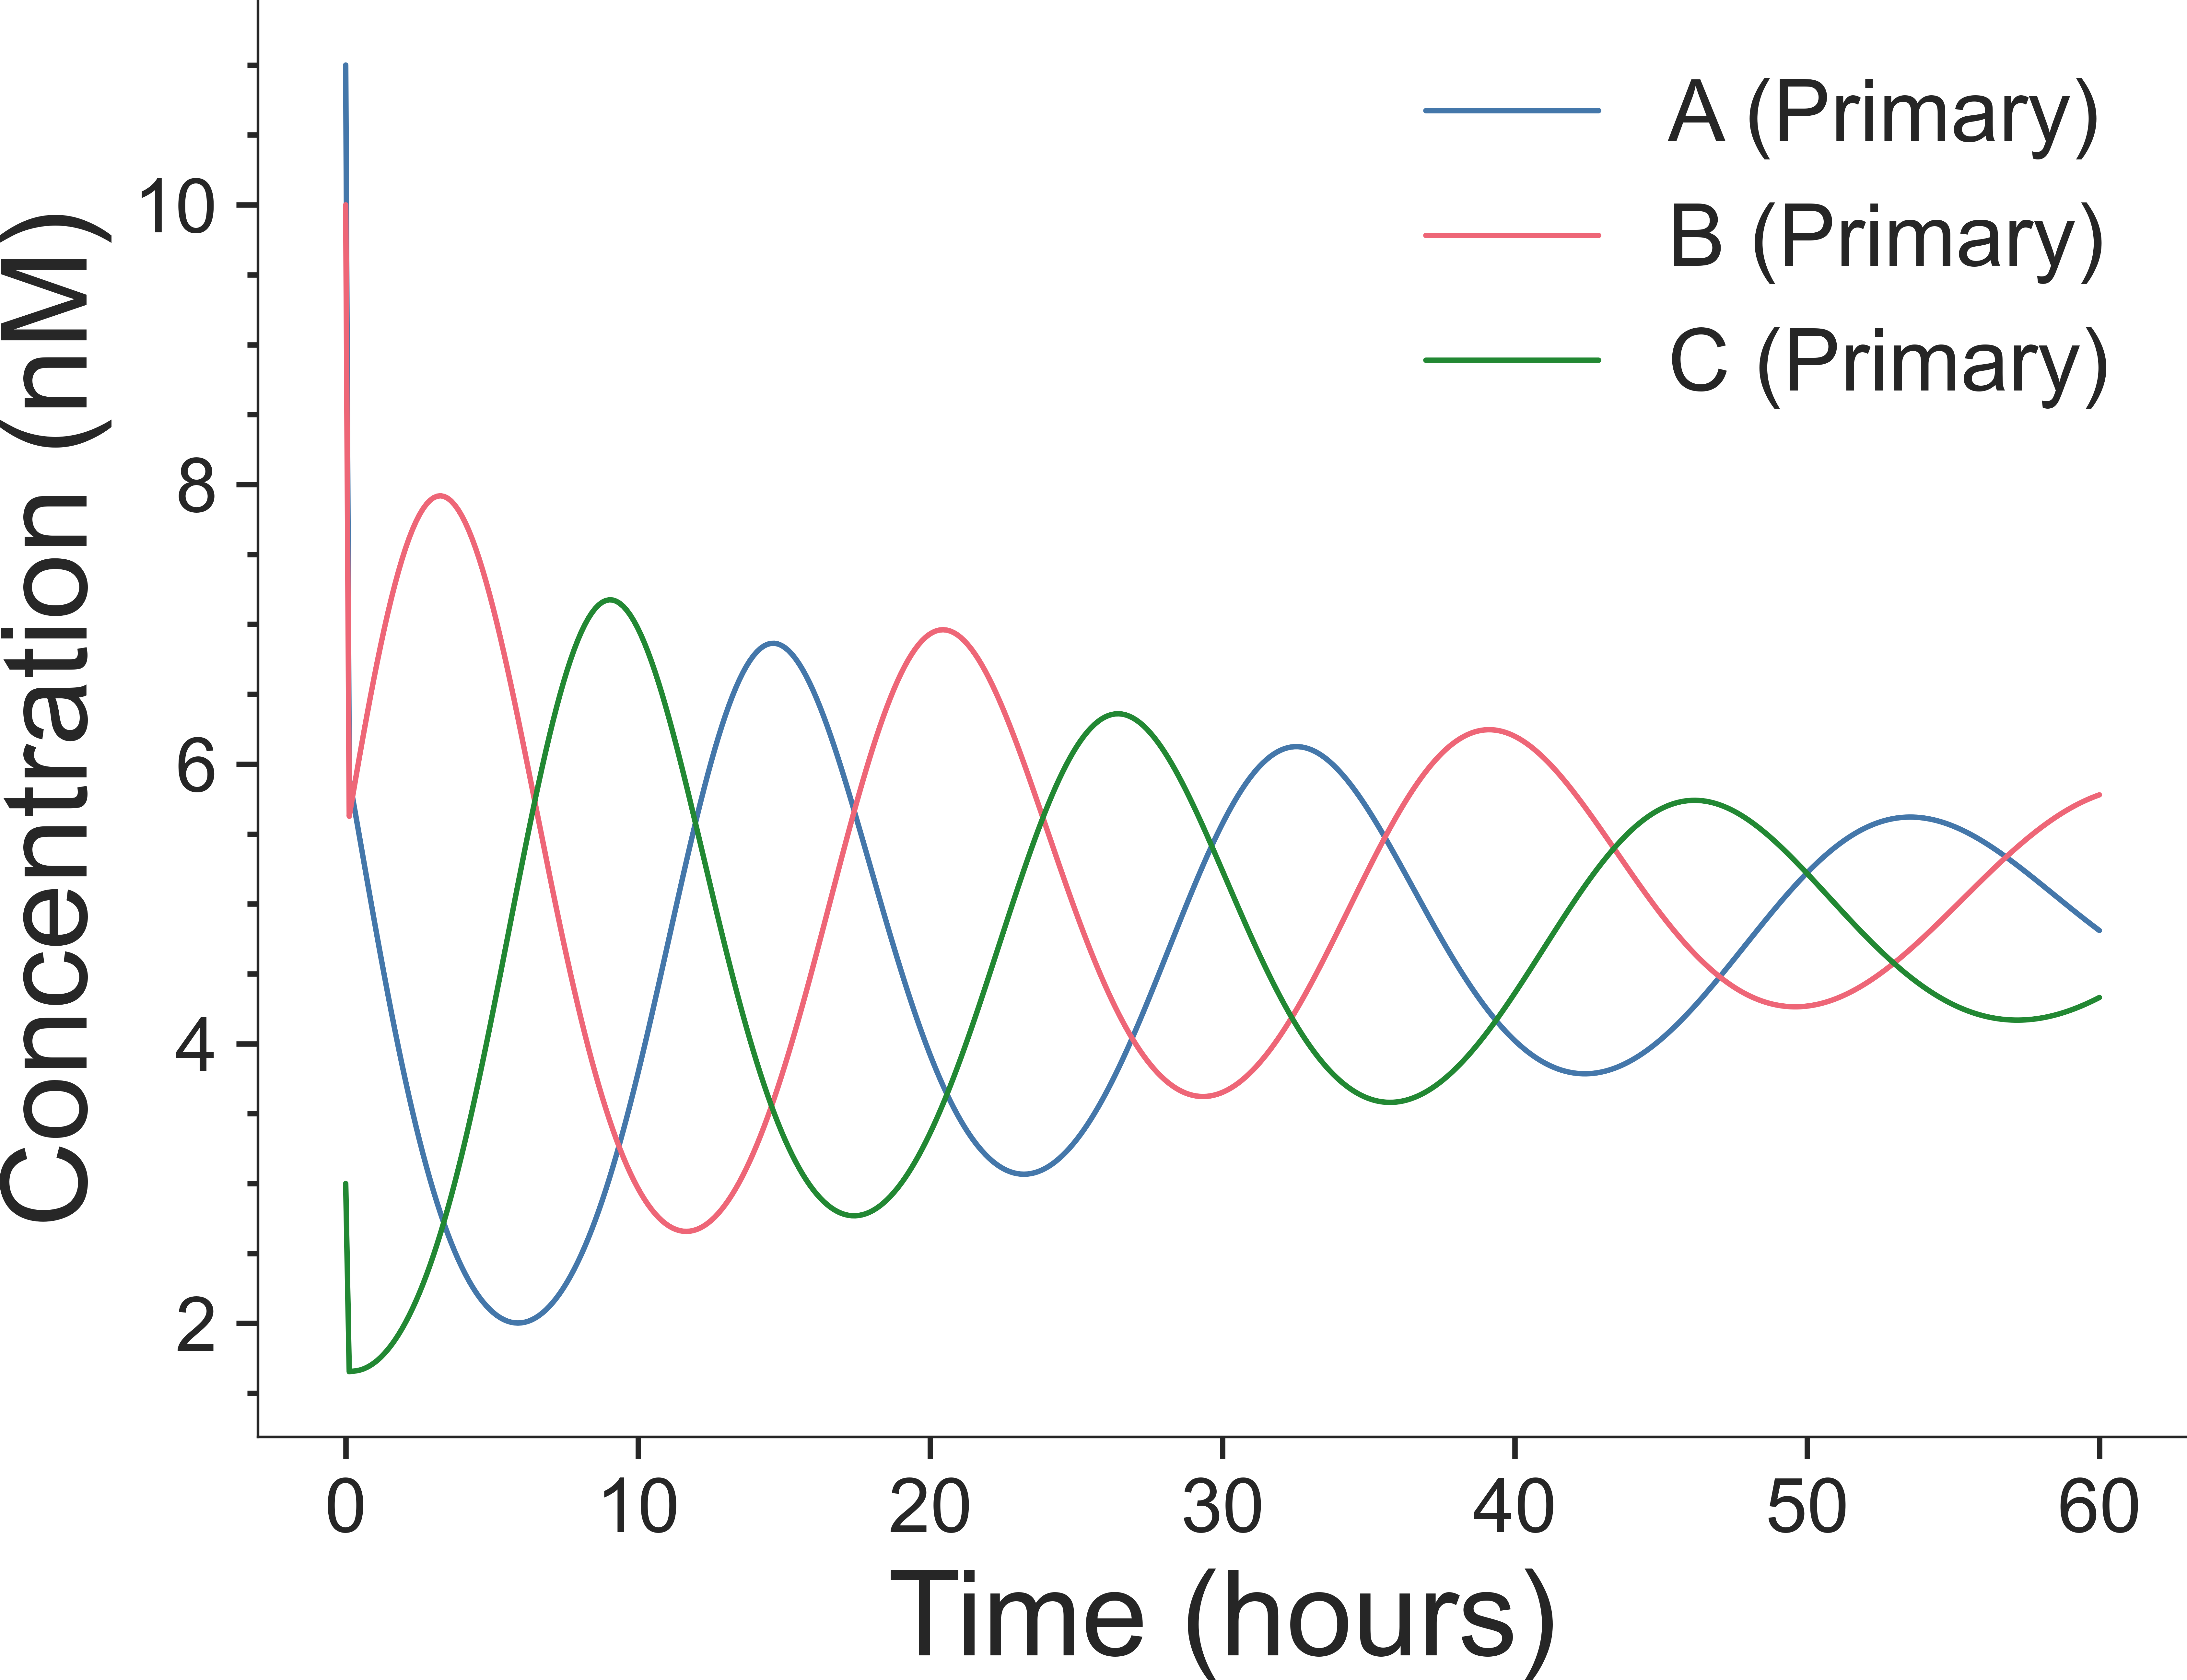 Concentration (nM)
10
8
6
4
2
A (Primary)
B (Primary)
C (Primary)
0 10 20 30 40 50 60
Time (hours)